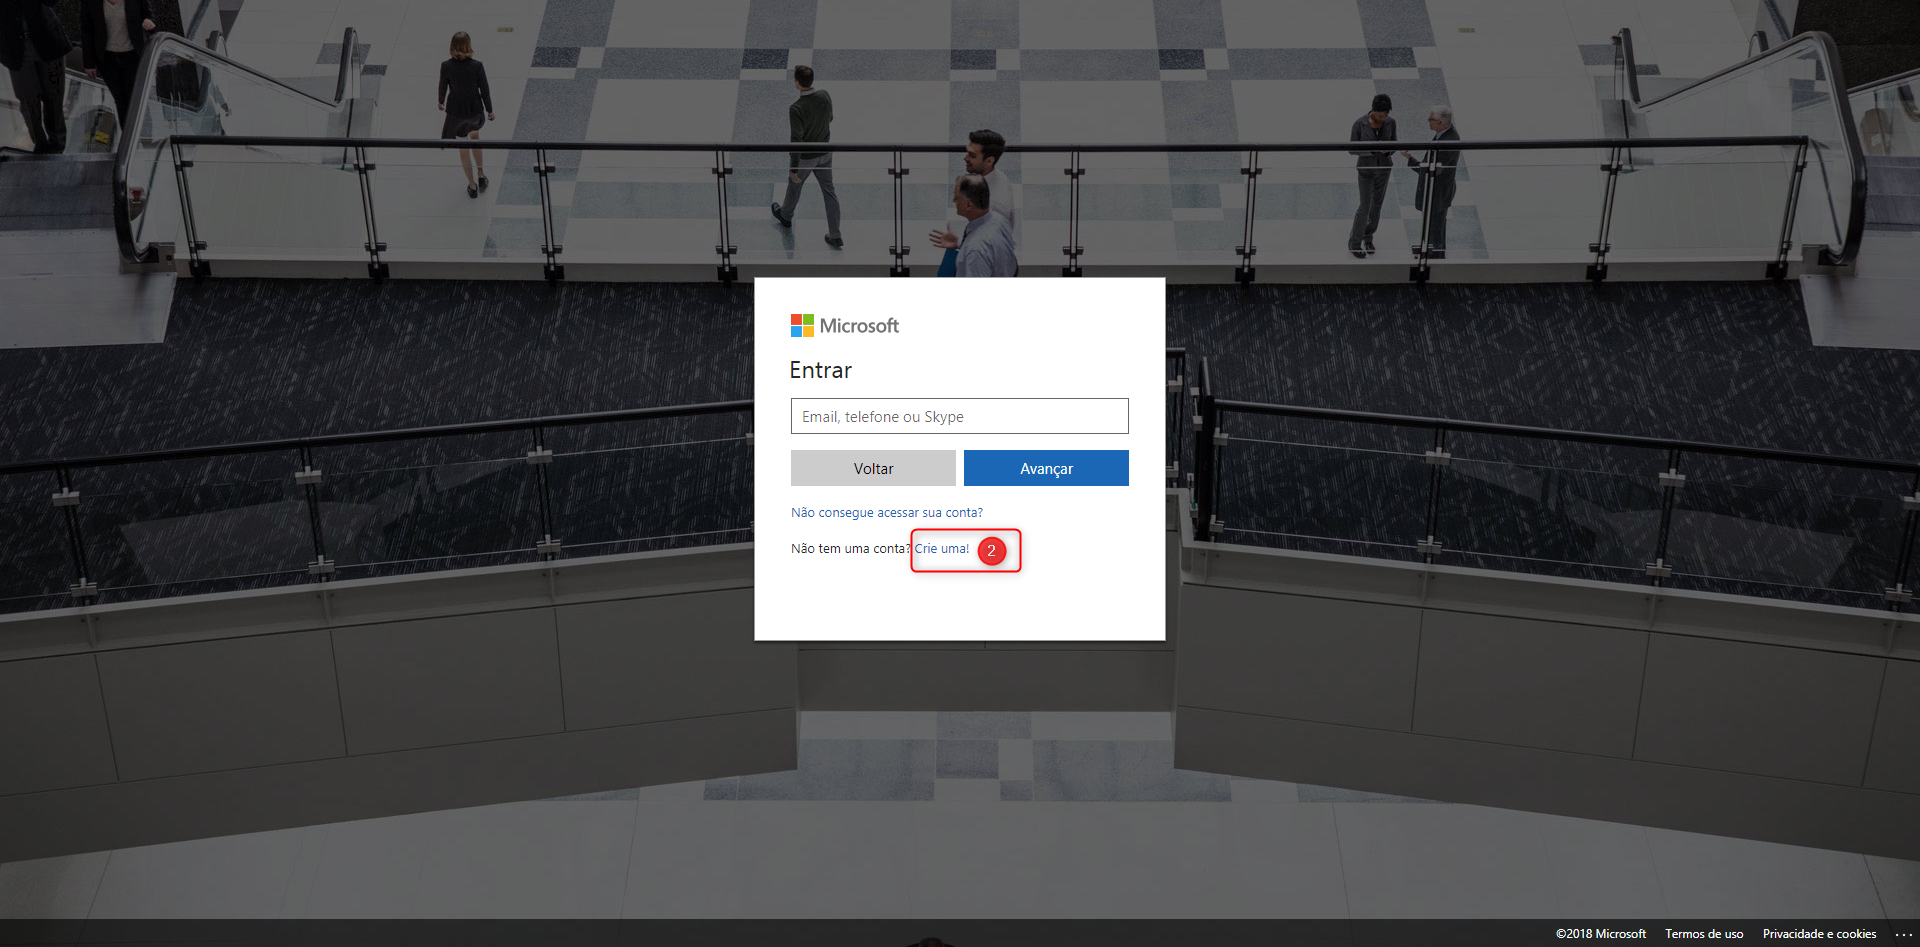 Microsoft
Entrar
Email, telefone ou Skype
Voltar Avançar
Não consegue acessar sua conta?
Não tem uma conta? Crie uma! 2
©2018 Microsoft Termos de uso Privacidade e cookies ...